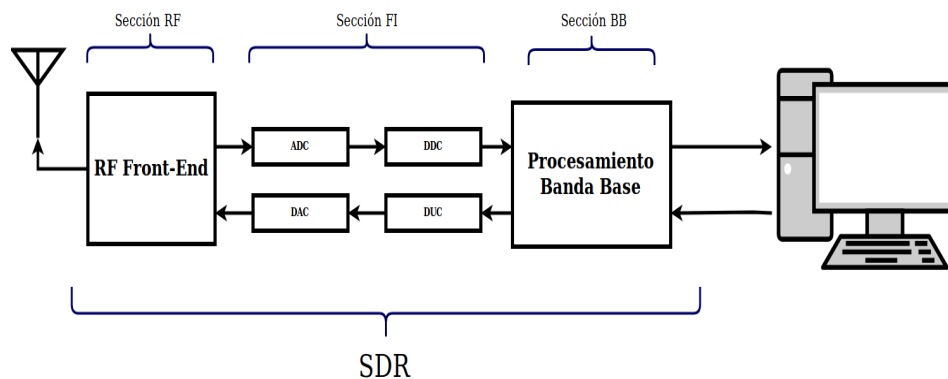 Sección RF
Sección FI
Sección BB
RF Front-End
ADC
DDC
DAC
DUC
Procesamiento
Banda Base
SDR